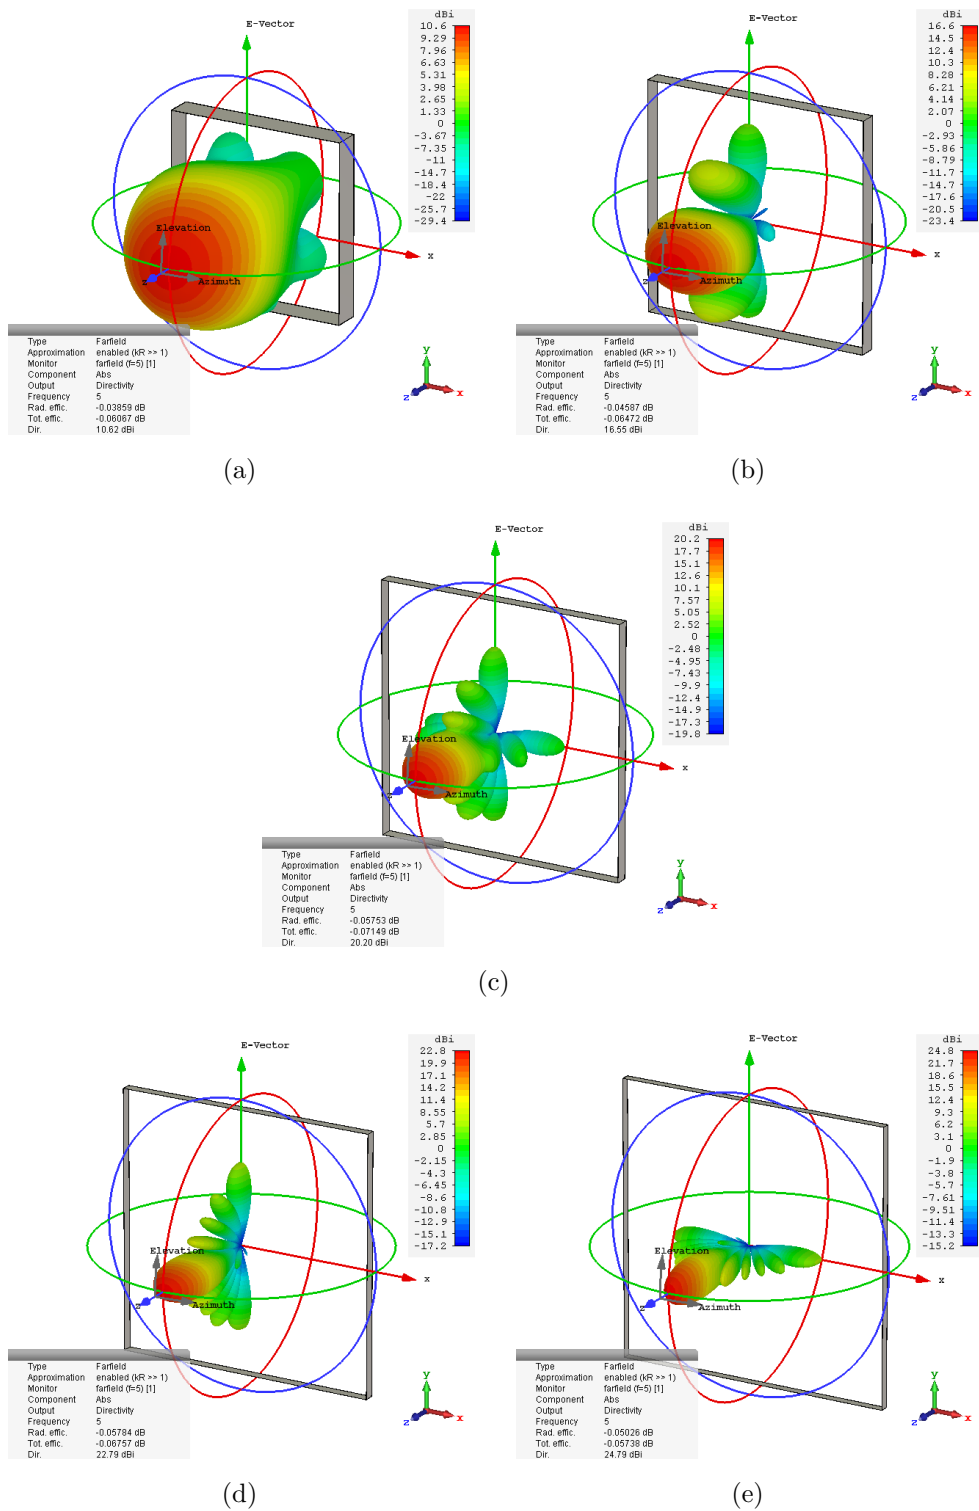 dBi
E-Vector
10.6
9.29
7.96
6.63
5.31
3.98
2.65
1.33
0
-3.67
-7.35
-11
-14.7
-18.4
-22
-25.7
-29.4
Elevation
x
z
Azimuth
Type Farfield
Approximation enabled (kR >> 1)
Monitor farfield (f=5) [1]
Component Abs
Output Directivity
Frequency 5
Rad. effic. -0.03859 dB
Tot. effic. -0.06067 dB
Dir. 10.62 dBi
y
z
x
(a)
dBi
E-Vector
16.6
14.5
12.4
10.3
8.28
6.21
4.14
2.07
0
-2.93
-5.86
-8.79
-11.7
-14.6
-17.6
-20.5
-23.4
Elevation
x
z
Azimuth
Type Farfield
Approximation enabled (kR >> 1)
Monitor farfield (f=5) [1]
Component Abs
Output Directivity
Frequency 5
Rad. effic. -0.04587 dB
Tot. effic. -0.06472 dB
Dir. 16.55 dBi
y
z
x
(b)
dBi
E-Vector
20.2
17.7
15.1
12.6
10.1
7.57
5.05
2.52
0
-2.48
-4.95
-7.43
-9.9
-12.4
-14.9
-17.3
-19.8
Elevation
x
z
Azimuth
Type Farfield
Approximation enabled (kR >> 1)
Monitor farfield (f=5) [1]
Component Abs
Output Directivity
Frequency 5
Rad. effic. -0.05753 dB
Tot. effic. -0.07149 dB
Dir. 20.20 dBi
y
z
x
(c)
dBi
E-Vector
22.8
19.9
17.1
14.2
11.4
8.55
5.7
2.85
0
-2.15
-4.3
-6.45
-8.6
-10.8
-12.9
-15.1
-17.2
Elevation
x
z
Azimuth
Type Farfield
Approximation enabled (kR >> 1)
Monitor farfield (f=5) [1]
Component Abs
Output Directivity
Frequency 5
Rad. effic. -0.05784 dB
Tot. effic. -0.06757 dB
Dir. 22.79 dBi
y
z
x
(d)
dBi
E-Vector
24.8
21.7
18.6
15.5
12.4
9.3
6.2
3.1
0
-1.9
-3.8
-5.7
-7.61
-9.51
-11.4
-13.3
-15.2
Elevation
x
z
Azimuth
Type Farfield
Approximation enabled (kR >> 1)
Monitor farfield (f=5) [1]
Component Abs
Output Directivity
Frequency 5
Rad. effic. -0.05026 dB
Tot. effic. -0.05738 dB
Dir. 24.79 dBi
y
z
x
(e)